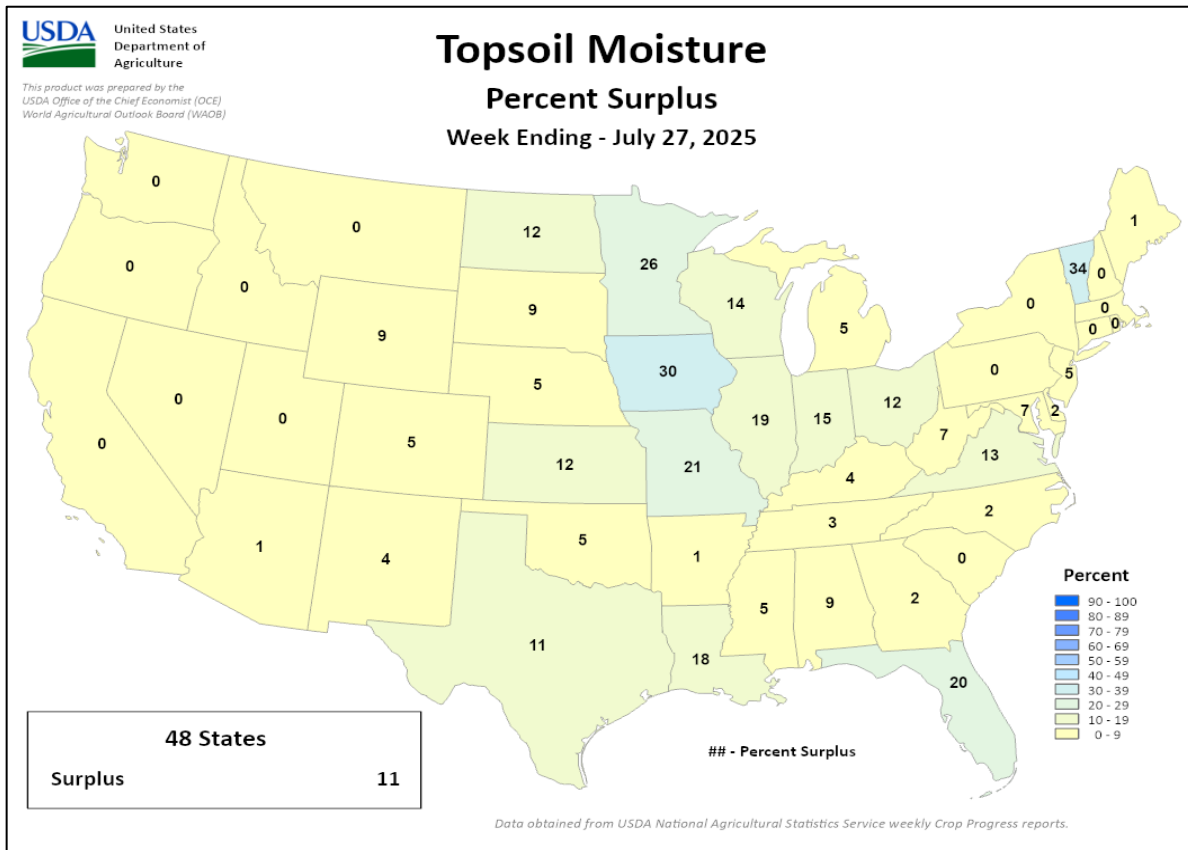 USDA
United States
Department of
Agriculture
This product was prepared by the
USDA Office of the Chief Economist (OCE)
World Agricultural Outlook Board (WAOB)
Topsoil Moisture
Percent Surplus
Week Ending - July 27, 2025
0
0
12
1
0
0
26
34
0
0
9
9
14
5
0
0
0
0
0
0
5
30
0
5
0
5
12
19
15
12
7
7
2
13
21
4
1
4
5
1
3
2
0
5
9
2
11
18
20
Percent
90 - 100
80 - 89
70 - 79
60 - 69
50 - 59
40 - 49
30 - 39
20 - 29
10 - 19
0 - 9
48 States
Surplus 11
## - Percent Surplus
Data obtained from USDA National Agricultural Statistics Service weekly Crop Progress reports.